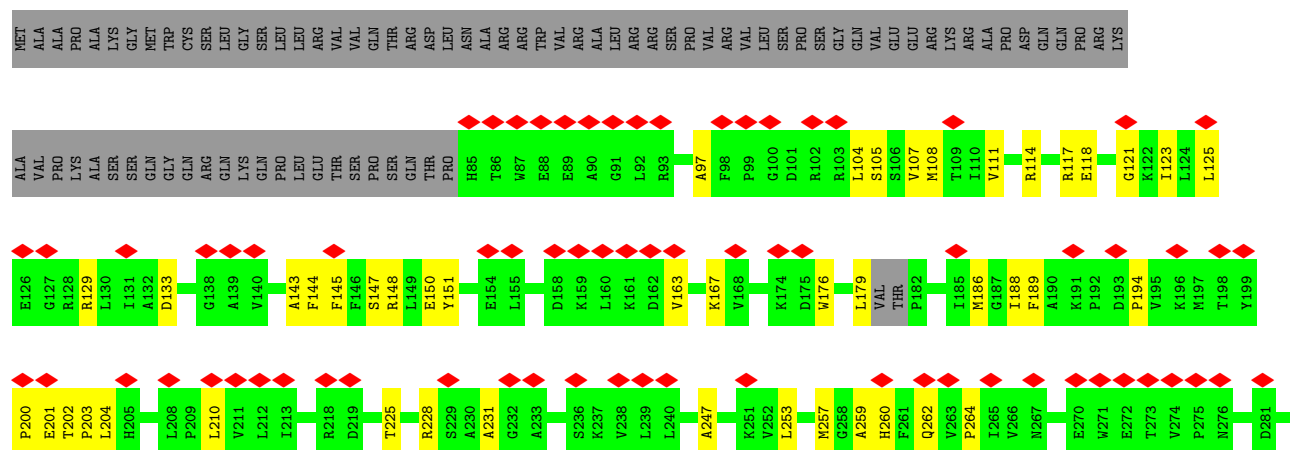 MET ALA ALA PRO ALA LYS GLY MET TRP CYS SER LEU GLY SER LEU LEU ARG VAL VAL GLN THR ARG ASP LEU ASN ALA ARG ARG TRP VAL ARG ALA LEU ARG ARG SER PRO VAL ARG VAL LEU SER PRO SER GLY GLN VAL GLU GLU ARG LYS ARG ALA PRO ASP GLN GLN PRO ARG LYS
ALA VAL PRO LYS ALA SER SER GLN GLY GLN ARG GLN LYS GLN PRO LEU GLU THR SER PRO SER GLN THR PRO H85 T86 W87 E88 E89 A90 G91 L92 R93 A97 F98 P99 G100 D101 R102 R103 L104 S105 S106 V107 M108 T109 I110 V111 R114 R117 E118 G121 K122 I123 L124 L125
E126 G127 R128 R129 L130 I131 A132 D133 G138 A139 V140 A143 F144 F145 F146 S147 R148 L149 E150 Y151 E154 L155 D158 K159 L160 K161 D162 V163 K167 V168 K174 D175 W176 L179 VAL THR P182 I185 M186 G187 I188 F189 A190 K191 P192 D193 P194 V195 K196 M197 T198 Y199
P200 E201 T202 P203 L204 H205 L208 P209 L210 V211 L212 I213 R218 D219 T225 R228 S229 A230 A231 G232 A233 S236 K237 V238 L239 L240 A247 K251 V252 L253 M257 G258 A259 H260 F261 Q262 V263 P264 I265 V266 N267 E270 W271 E272 T273 V274 P275 N276 D281